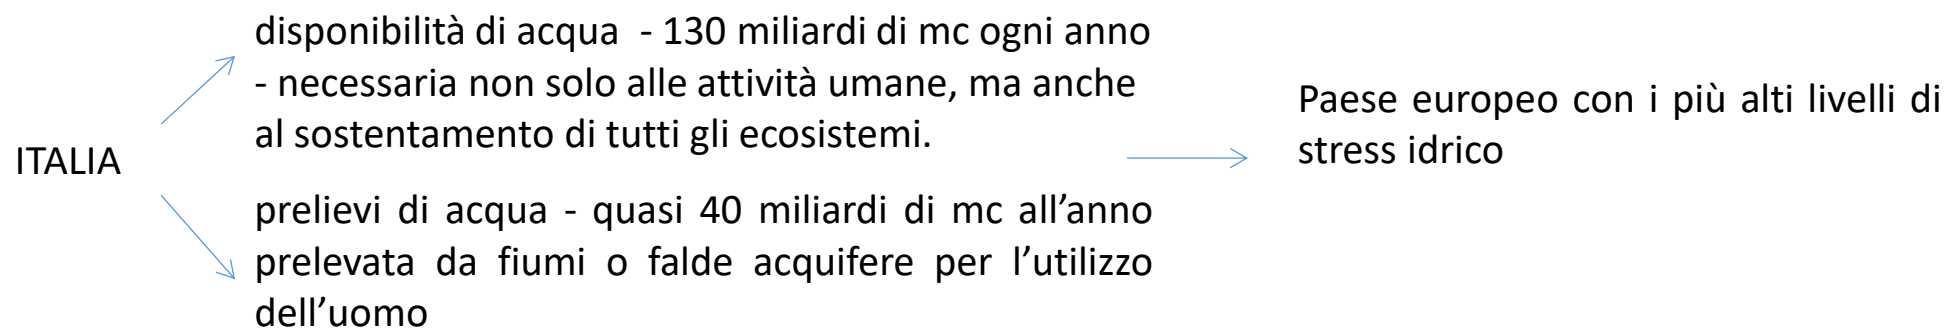 ITALIA
disponibilità di acqua - 130 miliardi di mc ogni anno
- necessaria non solo alle attività umane, ma anche
al sostentamento di tutti gli ecosistemi.
prelievi di acqua - quasi 40 miliardi di mc all’anno
prelevata da fiumi o falde acquifere per l’utilizzo
dell’uomo
Paese europeo con i più alti livelli di
stress idrico